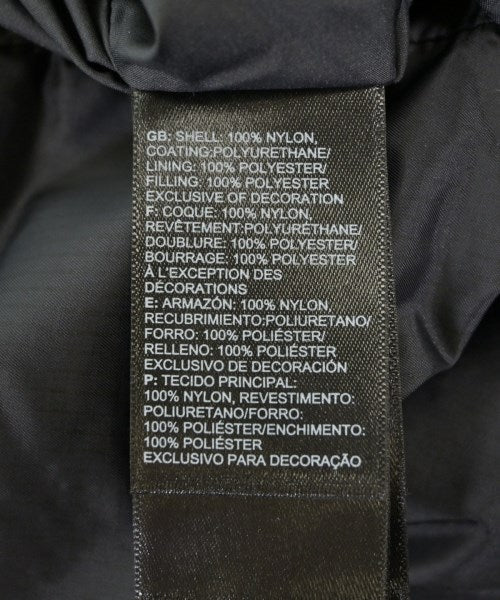 GB: SHELL: 100% NYLON,
COATING:POLYURETHANE/
LINING: 100% POLYESTER/
FILLING: 100% POLYESTER
EXCLUSIVE OF DECORATION
F: COQUE: 100% NYLON,
REVÊTEMENT:POLYURÉTHANE/
DOUBLURE: 100% POLYESTER/
BOURRAGE: 100% POLYESTER
À L'EXCEPTION DES
DÉCORATIONS
E: ARMAZÓN: 100% NYLON,
RECUBRIMIENTO:POLIURETANO/
FORRO: 100% POLIÉSTER/
RELLENO: 100% POLIÉSTER
EXCLUSIVO DE DECORACIÓN
P: TECIDO PRINCIPAL:
100% NYLON, REVESTIMENTO:
POLIURETANO/FORRO:
100% POLIÉSTER/ENCHIMENTO:
100% POLIÉSTER
EXCLUSIVO PARA DECORAÇÃO